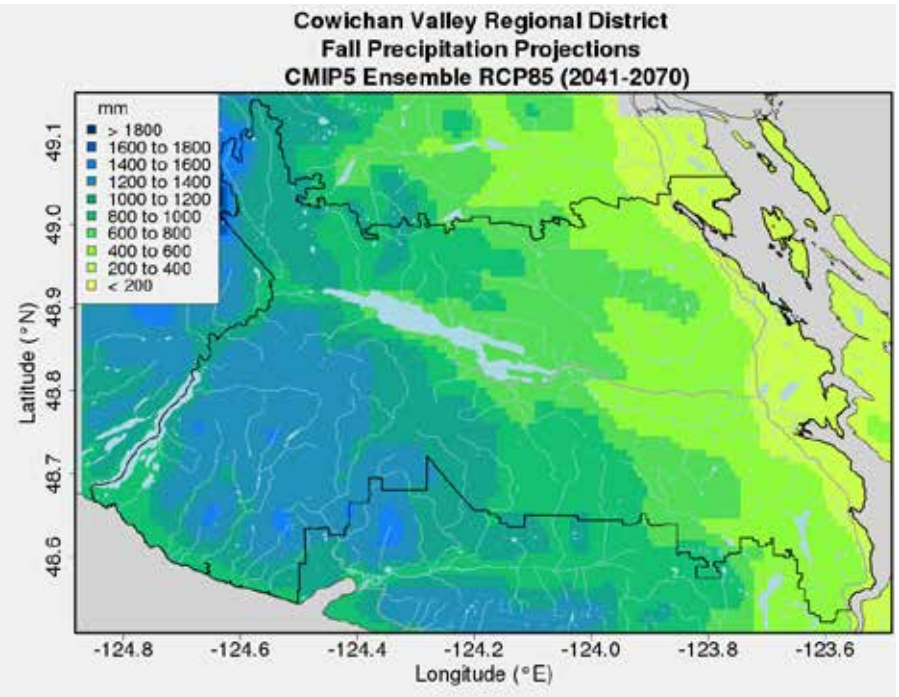 Cowichan Valley Regional District
Fall Precipitation Projections
CMIP5 Ensemble RCP85 (2041-2070)
mm
> 1800
1600 to 1800
1400 to 1600
1200 to 1400
1000 to 1200
800 to 1000
600 to 800
400 to 600
200 to 400
< 200
Latitude (°N)
49.1
49.0
48.9
48.8
48.7
48.6
-124.8 -124.6 -124.4 -124.2 -124.0 -123.8 -123.6
Longitude (°E)